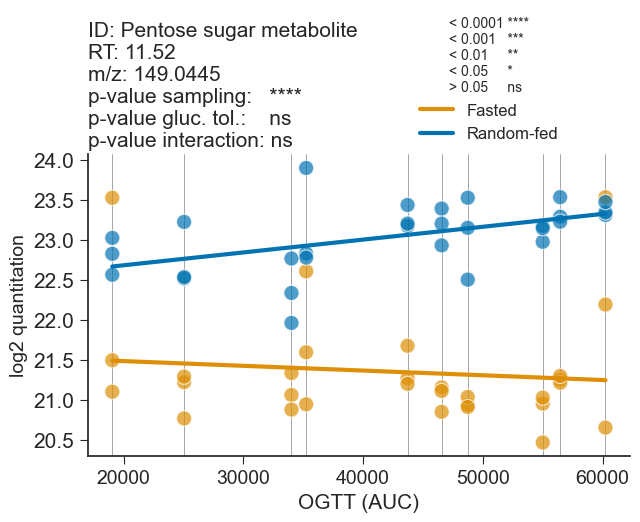 ID: Pentose sugar metabolite
RT: 11.52
m/z: 149.0445
p-value sampling: ****
p-value gluc. tol.: ns
p-value interaction: ns
< 0.0001 ****
< 0.001 ***
< 0.01 **
< 0.05 *
> 0.05 ns
Fasted
Random-fed
24.0
23.5
23.0
22.5
22.0
21.5
21.0
20.5
log2 quantitation
20000 30000 40000 50000 60000
OGTT (AUC)